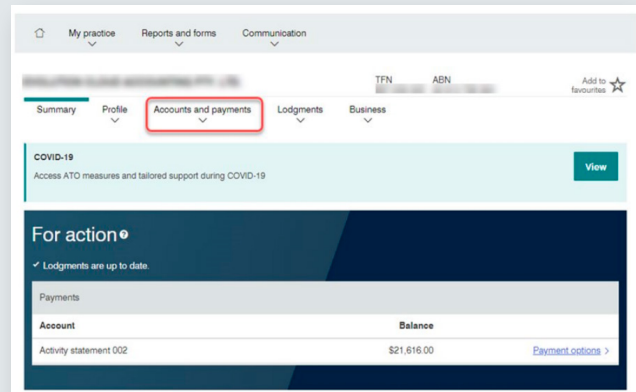 My practice Reports and forms Communication
TFN ABN Add to favourites
Summary Profile Accounts and payments Lodgments Business
COVID-19
Access ATO measures and tailored support during COVID-19
View
For action
Lodgments are up to date.
Payments
Account Balance
Activity statement 002 $21,616.00 Payment options >